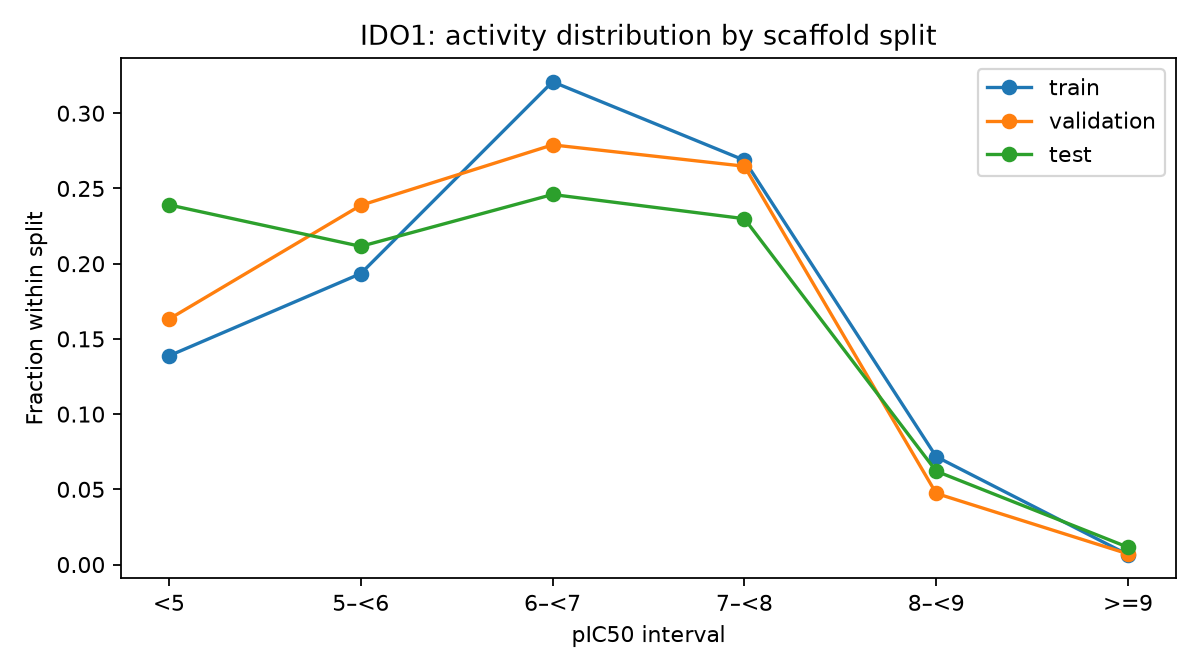 IDO1: activity distribution by scaffold split
train
validation
test
Fraction within split
0.30
0.25
0.20
0.15
0.10
0.05
0.00
<5
5–<6
6–<7
7–<8
8–<9
>=9
pIC50 interval